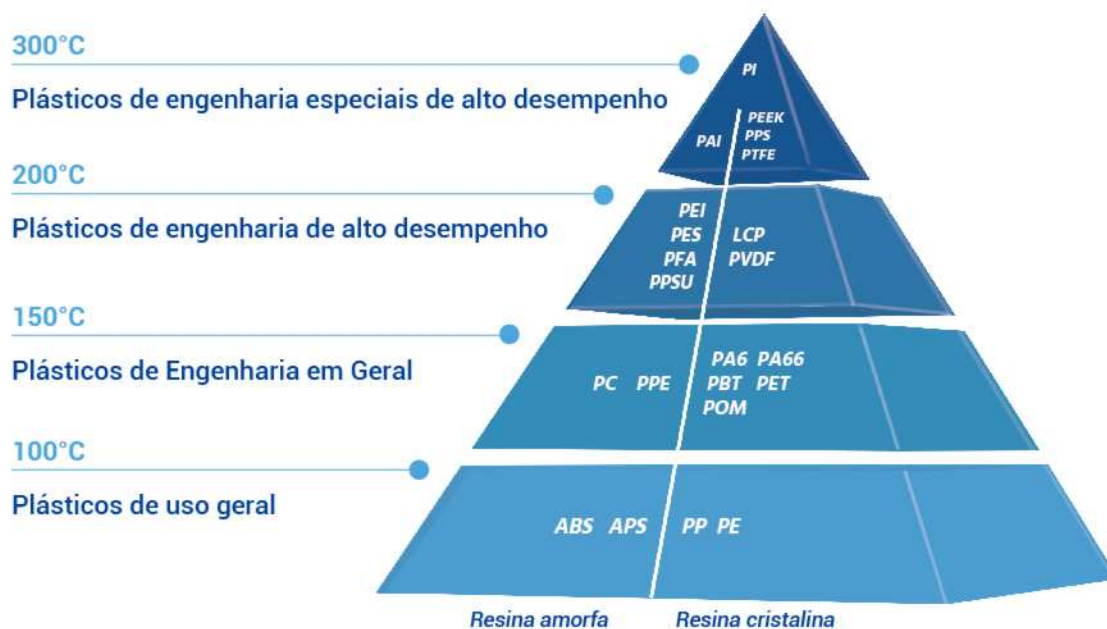 300°C
Plásticos de engenharia especiais de alto desempenho
PI
PAI
PEEK
PPS
PTFE
200°C
Plásticos de engenharia de alto desempenho
PEI
PES
PFA
PPSU
LCP
PVDF
150°C
Plásticos de Engenharia em Geral
PC PPE
PA6 PA66
PBT PET
POM
100°C
Plásticos de uso geral
ABS APS
PP PE
Resina amorfa
Resina cristalina